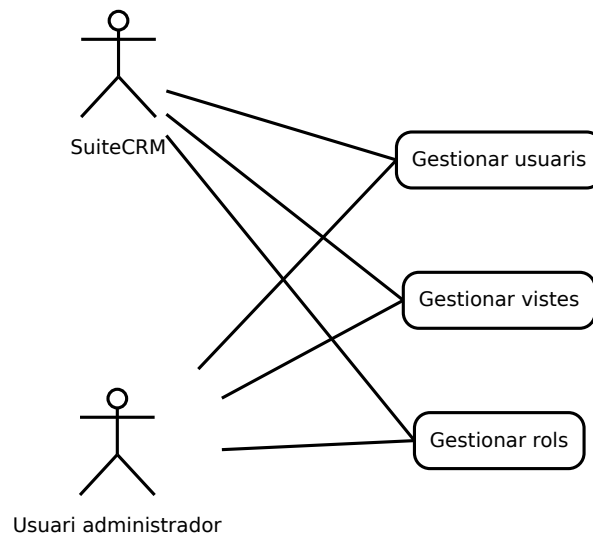 SuiteCRM
Gestionar usuaris
Gestionar vistes
Gestionar rols
Usuari administrador